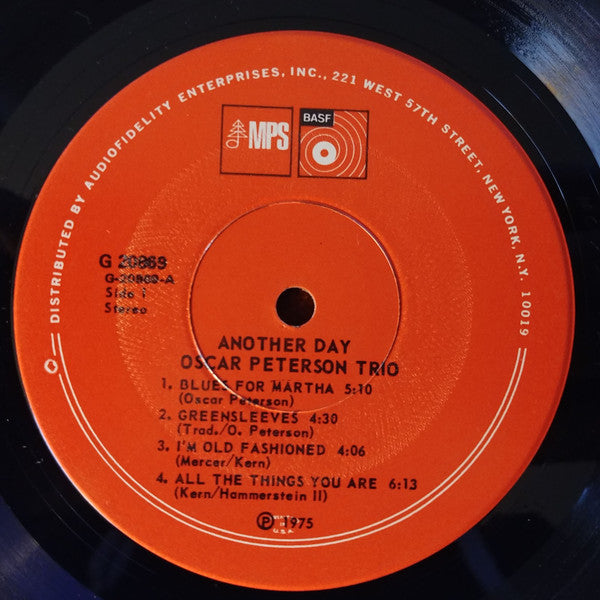 DISTRIBUTED BY AUDIOFIDELITY ENTERPRISES, INC., 221 WEST 57TH STREET, NEW YORK, N.Y. 10019
MPS
BASF
G 20869
G-20869-A
Side 1
Stereo
ANOTHER DAY
OSCAR PETERSON TRIO
1. BLUES FOR MARTHA 5:10
(Oscar Peterson)
2. GREENSLEEVES 4:30
(Trad./O. Peterson)
3. I'M OLD FASHIONED 4:06
(Mercer/Kern)
4. ALL THE THINGS YOU ARE 6:13
(Kern/Hammerstein II)
℗ 1975
U.S.A.